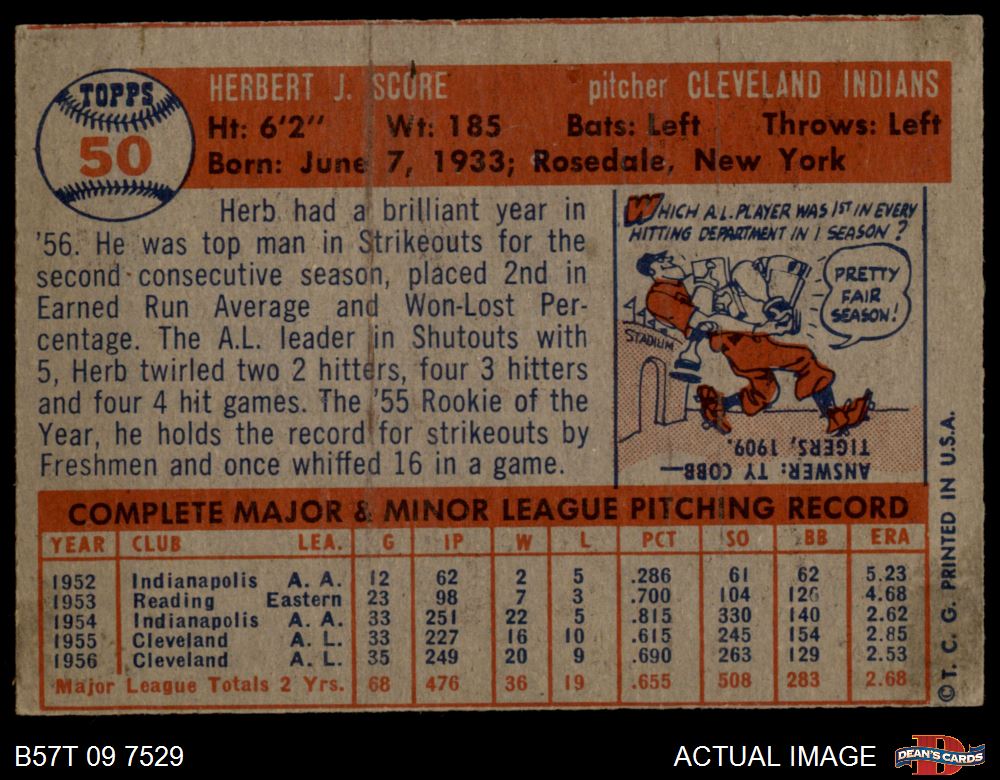 TOPPS
50
HERBERT J. SCORE pitcher CLEVELAND INDIANS
Ht: 6'2" Wt: 185 Bats: Left Throws: Left
Born: June 7, 1933; Rosedale, New York
Herb had a brilliant year in
'56. He was top man in Strikeouts for the
second consecutive season, placed 2nd in
Earned Run Average and Won-Lost Per-
centage. The A.L. leader in Shutouts with
5, Herb twirled two 2 hitters, four 3 hitters
and four 4 hit games. The '55 Rookie of the
Year, he holds the record for strikeouts by
Freshmen and once whiffed 16 in a game.
WHICH A.L. PLAYER WAS 1ST IN EVERY
HITTING DEPARTMENT IN 1 SEASON?
PRETTY
FAIR
SEASON!
STADIUM
ANSWER: TY COBB—
TIGERS, 1909.
COMPLETE MAJOR & MINOR LEAGUE PITCHING RECORD
YEAR CLUB LEA. G IP W L PCT SO BB ERA
1952 Indianapolis A. A. 12 62 2 5 .286 61 62 5.23
1953 Reading Eastern 23 98 7 3 .700 104 126 4.68
1954 Indianapolis A. A. 33 251 22 5 .815 330 140 2.62
1955 Cleveland A. L. 33 227 16 10 .615 245 154 2.85
1956 Cleveland A. L. 35 249 20 9 .690 263 129 2.53
Major League Totals 2 Yrs. 68 476 36 19 .655 508 283 2.68
© T. C. G. PRINTED IN U.S.A.
B57T 09 7529
ACTUAL IMAGE
DEAN'S CARDS